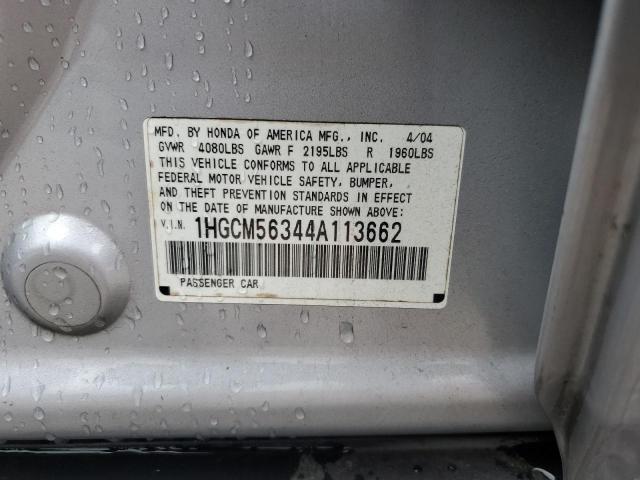 MFD. BY HONDA OF AMERICA MFG., INC. 4/04
GVWR 4080LBS GAWR F 2195LBS R 1960LBS
THIS VEHICLE CONFORMS TO ALL APPLICABLE
FEDERAL MOTOR VEHICLE SAFETY, BUMPER,
AND THEFT PREVENTION STANDARDS IN EFFECT
ON THE DATE OF MANUFACTURE SHOWN ABOVE:
V.I.N. 1HGCM56344A113662
PASSENGER CAR